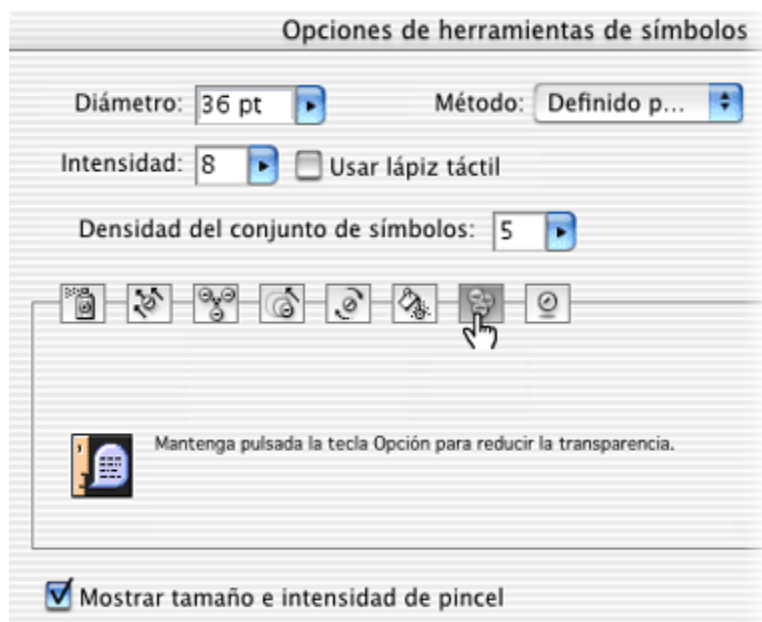 Opciones de herramientas de símbolos
Diámetro: 36 pt Método: Definido p...
Intensidad: 8 Usar lápiz táctil
Densidad del conjunto de símbolos: 5
Mantenga pulsada la tecla Opción para reducir la transparencia.
Mostrar tamaño e intensidad de pincel